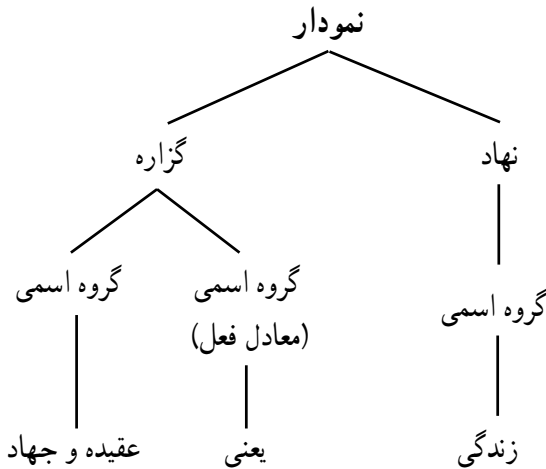 نمودار
نهاد
گزاره
گروه اسمی
گروه اسمی
(معادل فعل)
گروه اسمی
زندگی
یعنی
عقیده و جهاد